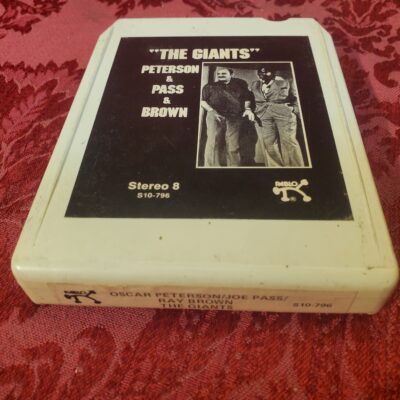 "THE GIANTS"
PETERSON
&
PASS
&
BROWN
Stereo 8
S10-796
PABLO
®
PABLO
OSCAR PETERSON/JOE PASS/
RAY BROWN
THE GIANTS
S10-796